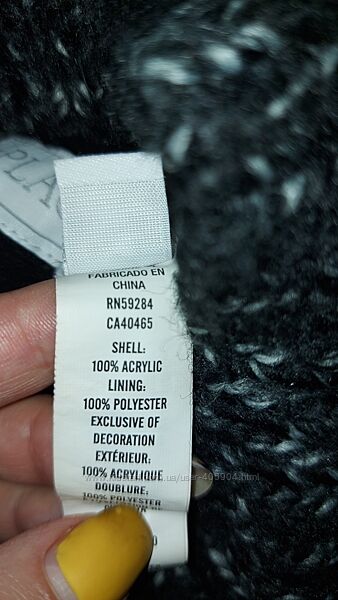 PLAC
FABRICADO EN
CHINA
RN59284
CA40465
SHELL:
100% ACRYLIC
LINING:
100% POLYESTER
EXCLUSIVE OF
DECORATION
EXTÉRIEUR:
100% ACRYLIQUE
DOUBLURE:
100% POLYESTER